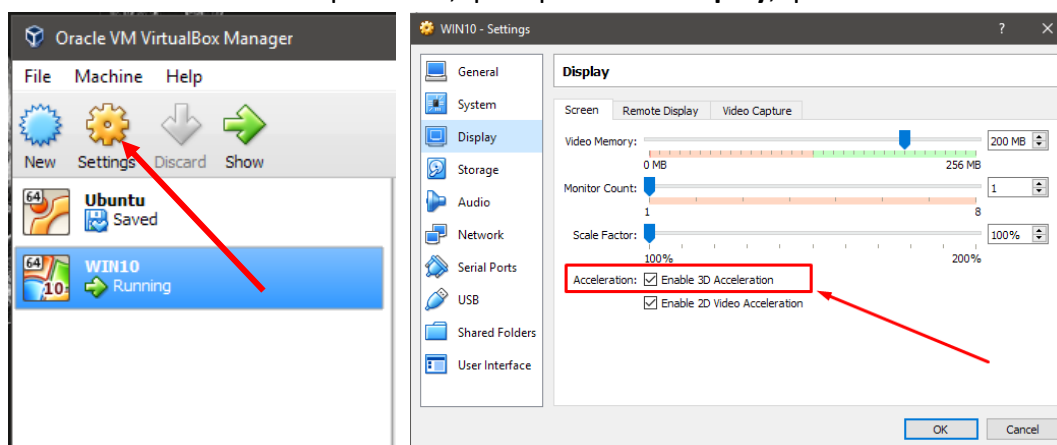 Oracle VM VirtualBox Manager
File Machine Help
New Settings Discard Show
64
Ubuntu
Saved
64
10
WIN10
Running
WIN10 - Settings
? ×
General
System
Display
Storage
Audio
Network
Serial Ports
USB
Shared Folders
User Interface
Display
Screen Remote Display Video Capture
Video Memory: 200 MB
0 MB 256 MB
Monitor Count: 1
1 8
Scale Factor: 100%
100% 200%
Acceleration: Enable 3D Acceleration
Enable 2D Video Acceleration
OK Cancel